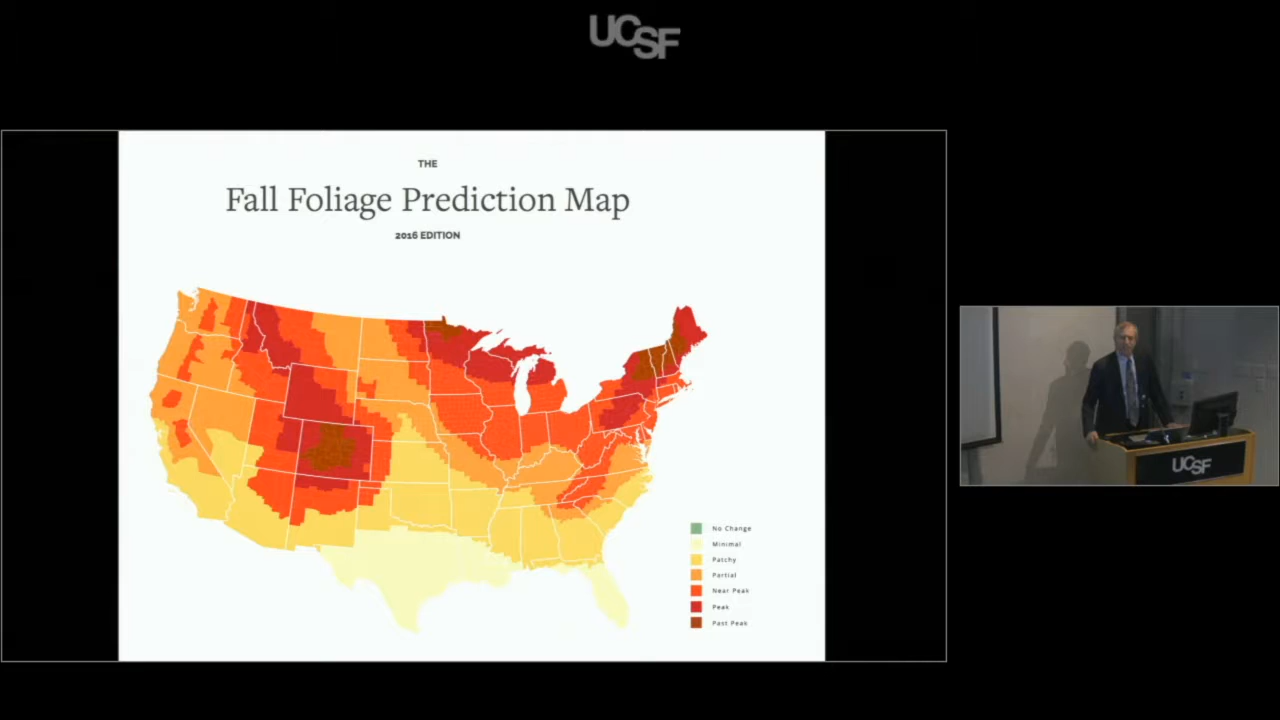 UCSF
THE
Fall Foliage Prediction Map
2016 EDITION
No Change
Minimal
Patchy
Partial
Near Peak
Peak
Past Peak
UCSF